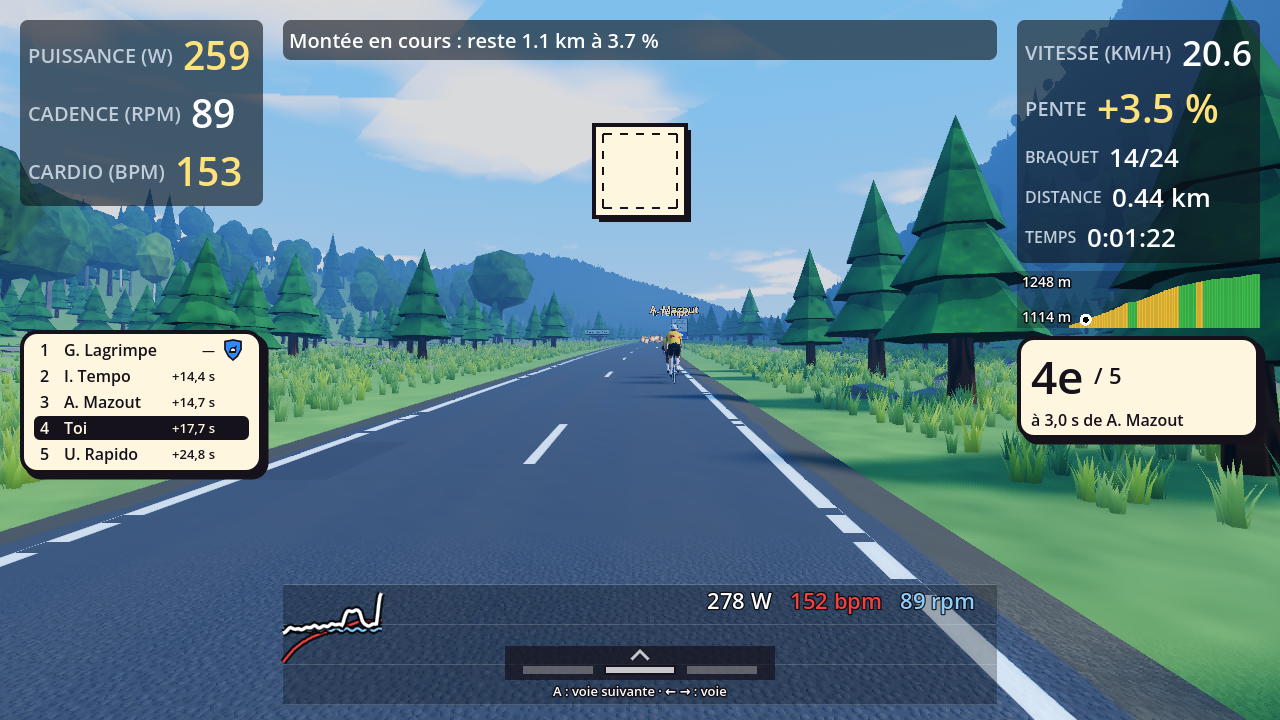 PUISSANCE (W) 259
CADENCE (RPM) 89
CARDIO (BPM) 153
Montée en cours : reste 1.1 km à 3.7 %
VITESSE (KM/H) 20.6
PENTE +3.5 %
BRAQUET 14/24
DISTANCE 0.44 km
TEMPS 0:01:22
1248 m
1114 m
A. Mazout
1 G. Lagrimpe —
2 I. Tempo +14,4 s
3 A. Mazout +14,7 s
4 Toi +17,7 s
5 U. Rapido +24,8 s
4e / 5
à 3,0 s de A. Mazout
278 W 152 bpm 89 rpm
A : voie suivante · ← → : voie